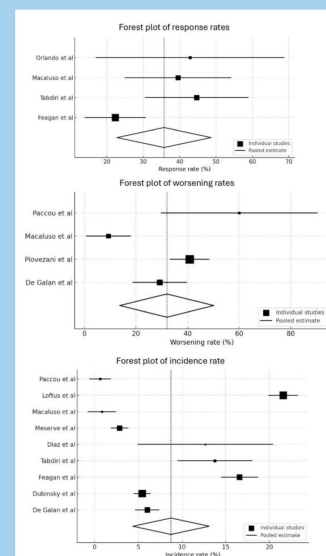 Forest plot of response rates
Orlando et al
Macaluso et al
Tabdiri et al
Feagan et al
Individual studies
Pooled estimate
20 30 40 50 60 70
Response rate (%)
Forest plot of worsening rates
Paccou et al
Macaluso et al
Piovezani et al
De Galan et al
Individual studies
Pooled estimate
0 20 40 60 80
Worsening rate (%)
Forest plot of incidence rate
Paccou et al
Loftus et al
Macaluso et al
Meserve et al
Diaz et al
Tabdiri et al
Feagan et al
Dubinsky et al
De Galan et al
Individual studies
Pooled estimate
0 5 10 15 20
Incidence rate (%)